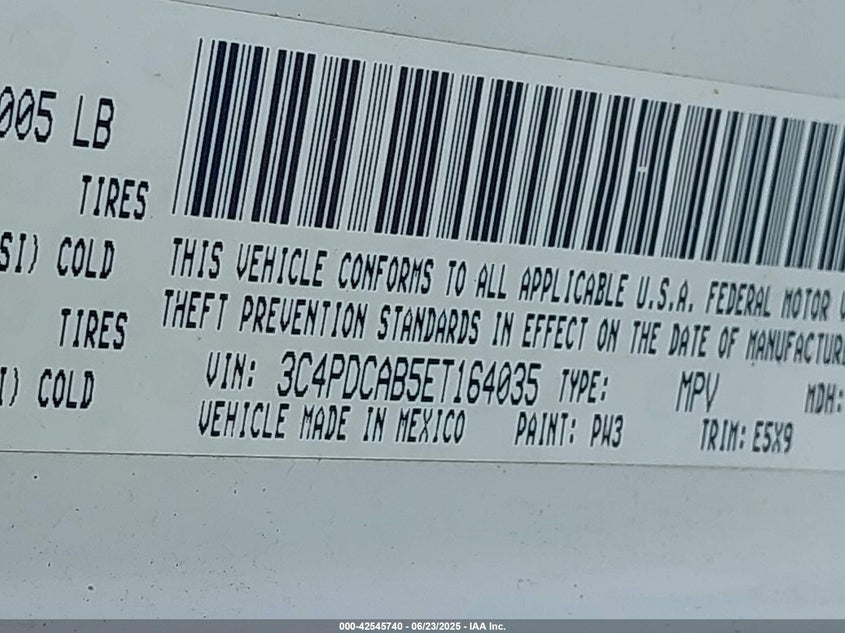 005 LB
TIRES
SI) COLD
TIRES
I) COLD
THIS VEHICLE CONFORMS TO ALL APPLICABLE U.S.A. FEDERAL MOTOR V
THEFT PREVENTION STANDARDS IN EFFECT ON THE DATE OF MANUFACTURE
VIN: 3C4PDCAB5ET164035 TYPE: MPV MDH:
VEHICLE MADE IN MEXICO PAINT: PW3 TRIM: E5X9
000-42545740 - 06/23/2025 - IAA Inc.